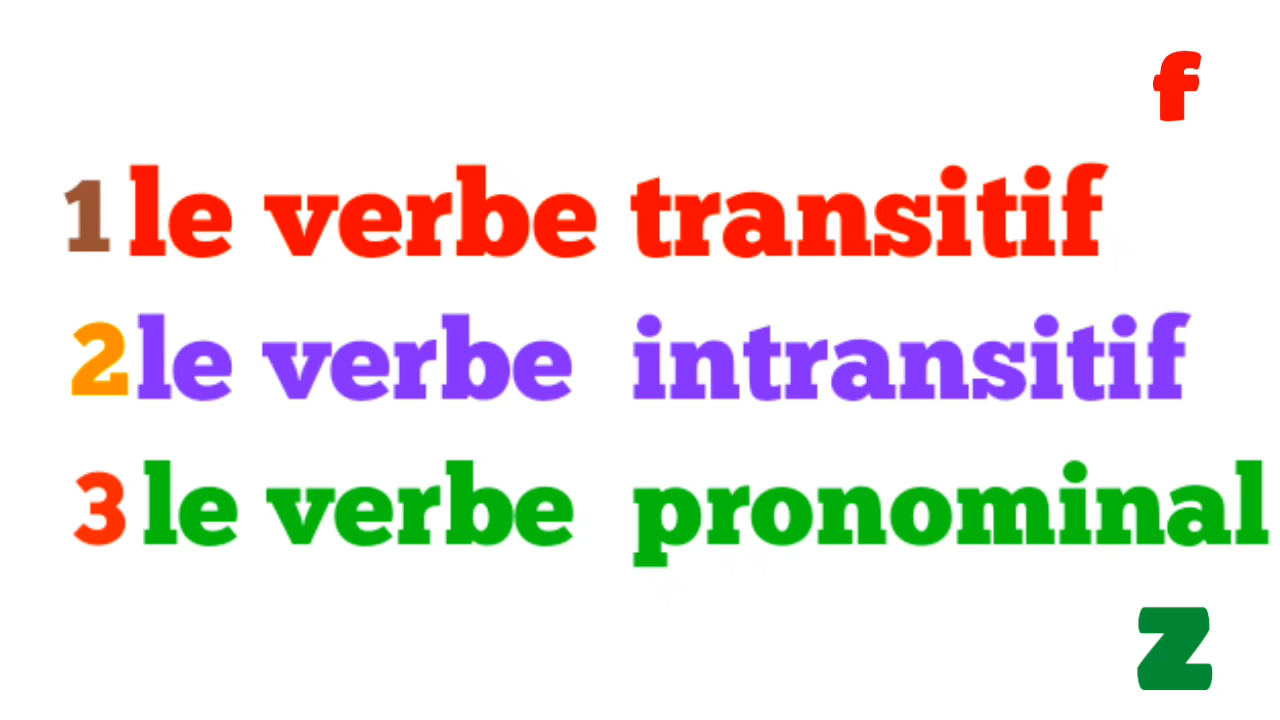 f
1 le verbe transitif
2 le verbe intransitif
3 le verbe pronominal
z